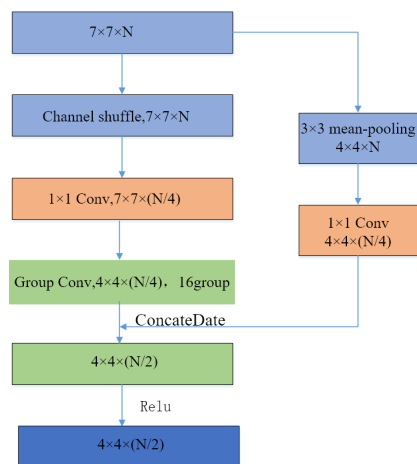 7×7×N
Channel shuffle,7×7×N
3×3 mean-pooling
4×4×N
1×1 Conv,7×7×(N/4)
1×1 Conv
4×4×(N/4)
Group Conv,4×4×(N/4)，16group
ConcateDate
4×4×(N/2)
Relu
4×4×(N/2)